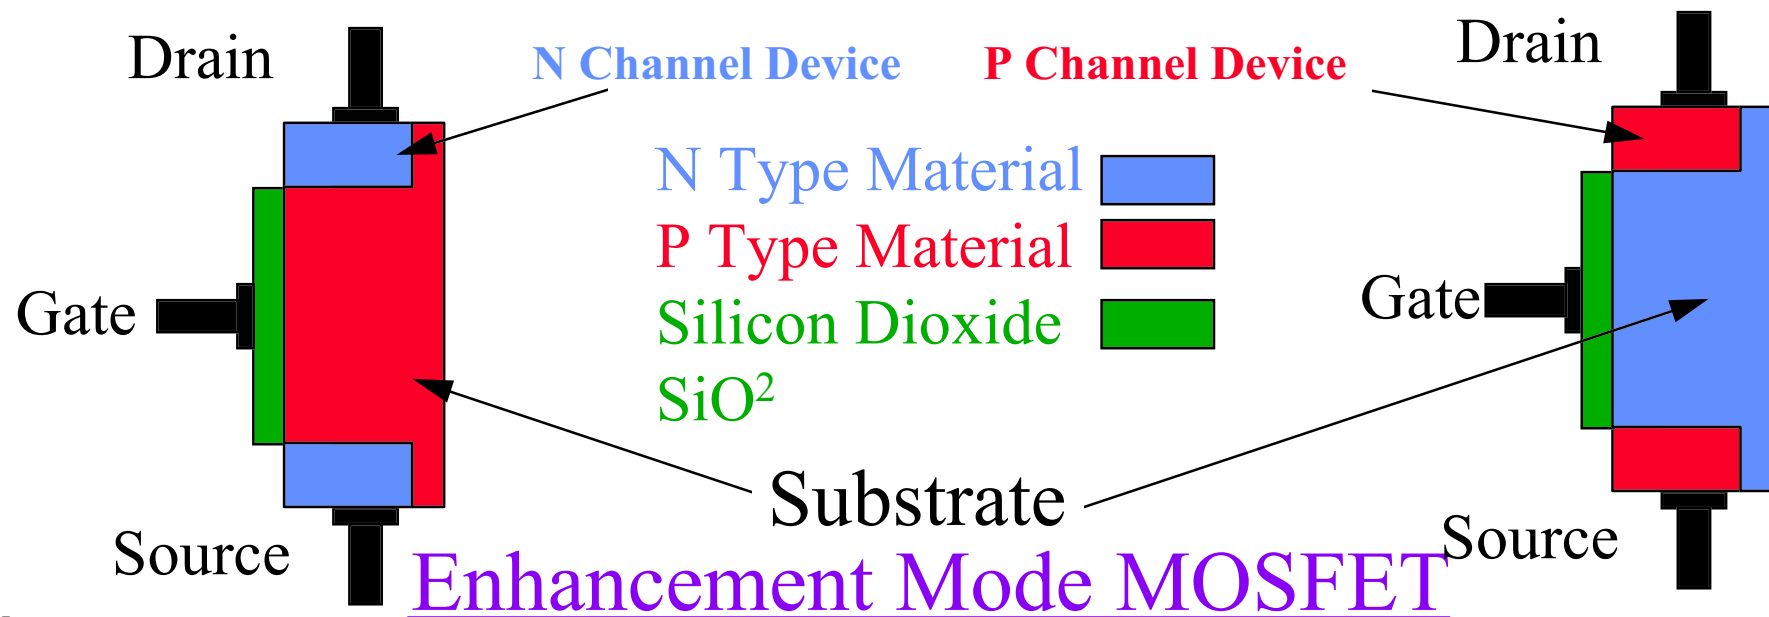 Drain
N Channel Device
P Channel Device
Drain
N Type Material
P Type Material
Gate
Silicon Dioxide
Gate
SiO²
Substrate
Source
Source
Enhancement Mode MOSFET